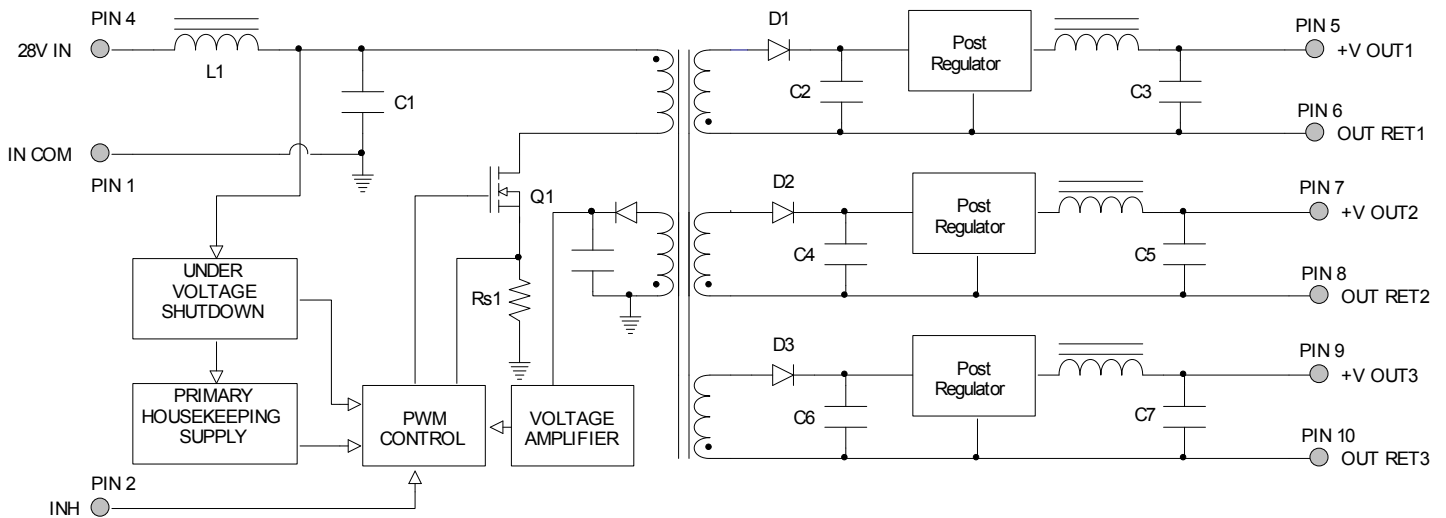 PIN 4
28V IN
L1
C1
IN COM
PIN 1
Q1
Rs1
UNDER
VOLTAGE
SHUTDOWN
PRIMARY
HOUSEKEEPING
SUPPLY
PWM
CONTROL
VOLTAGE
AMPLIFIER
PIN 2
INH
D1
C2
Post
Regulator
C3
PIN 5
+V OUT1
PIN 6
OUT RET1
D2
C4
Post
Regulator
C5
PIN 7
+V OUT2
PIN 8
OUT RET2
D3
C6
Post
Regulator
C7
PIN 9
+V OUT3
PIN 10
OUT RET3